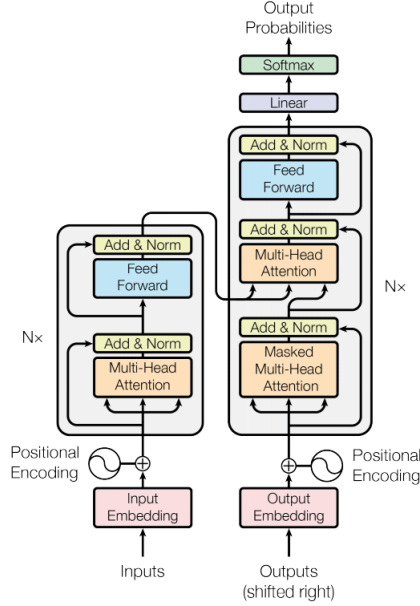 Output
Probabilities
Softmax
Linear
Add & Norm
Feed
Forward
Add & Norm
Multi-Head
Attention
Add & Norm
Masked
Multi-Head
Attention
N×
Positional
Encoding
Output
Embedding
Outputs
(shifted right)
Add & Norm
Feed
Forward
Add & Norm
Multi-Head
Attention
N×
Positional
Encoding
Input
Embedding
Inputs